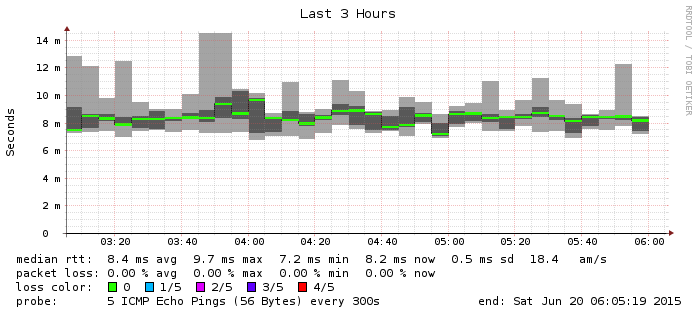 Last 3 Hours
RRDTOOL / TOBI OETIKER
Seconds
14 m
12 m
10 m
8 m
6 m
4 m
2 m
0
03:20 03:40 04:00 04:20 04:40 05:00 05:20 05:40 06:00
median rtt: 8.4 ms avg 9.7 ms max 7.2 ms min 8.2 ms now 0.5 ms sd 18.4 am/s
packet loss: 0.00 % avg 0.00 % max 0.00 % min 0.00 % now
loss color: 0 1/5 2/5 3/5 4/5
probe: 5 ICMP Echo Pings (56 Bytes) every 300s end: Sat Jun 20 06:05:19 2015